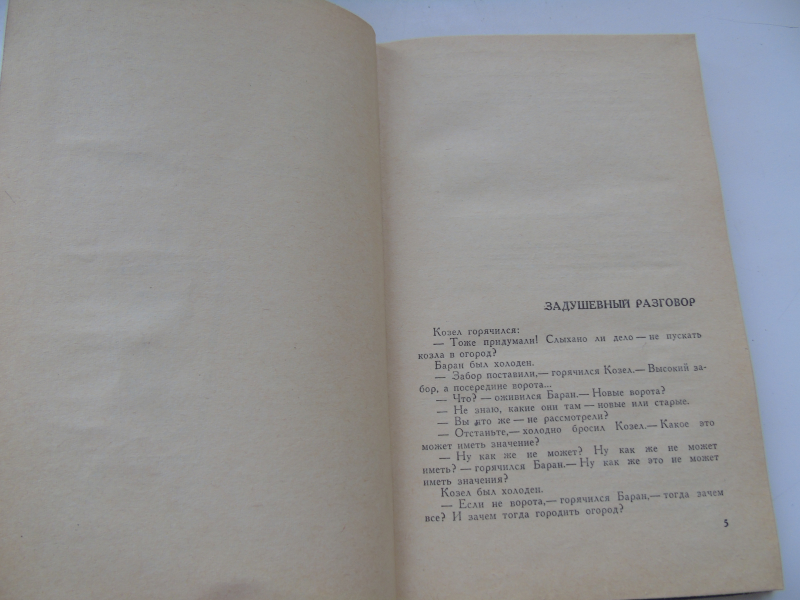 ЗАДУШЕВНЫЙ РАЗГОВОР
Козел горячился:
— Тоже придумали! Слыхано ли дело — не пускать
козла в огород?
Баран был холоден.
— Забор поставили,— горячился Козел.— Высокий за-
бор, а посередине ворота...
— Что? — оживился Баран.— Новые ворота?
— Не знаю, какие они там — новые или старые.
— Вы что же — не рассмотрели?
— Отстаньте,— холодно бросил Козел.— Какое это
может иметь значение?
— Ну как же не может? Ну как же не может
иметь? — горячился Баран.— Ну как же это не может
иметь значения?
Козел был холоден.
— Если не ворота,— горячился Баран,— тогда зачем
все? И зачем тогда городить огород?
5